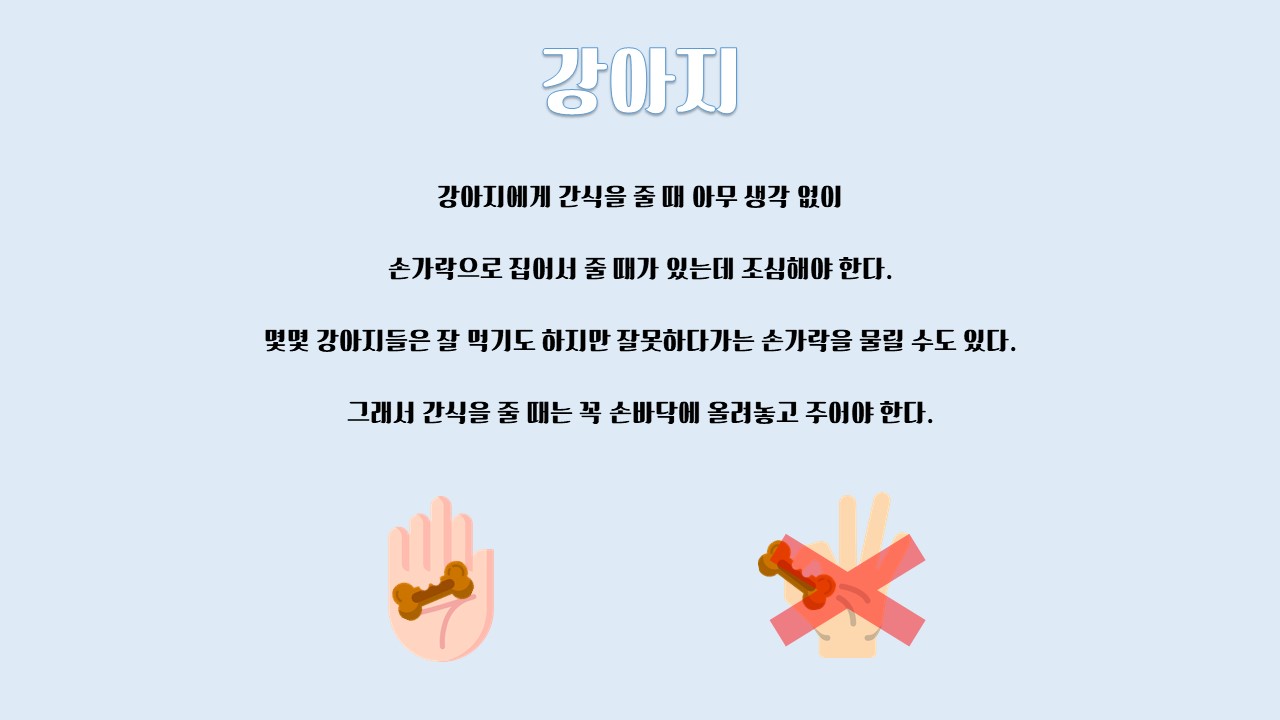 강아지
강아지에게 간식을 줄 때 아무 생각 없이
손가락으로 집어서 줄 때가 있는데 조심해야 한다.
몇몇 강아지들은 잘 먹기도 하지만 잘못하다가는 손가락을 물릴 수도 있다.
그래서 간식을 줄 때는 꼭 손바닥에 올려놓고 주어야 한다.